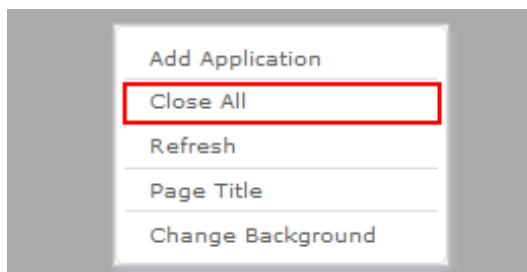 Add Application
Close All
Refresh
Page Title
Change Background